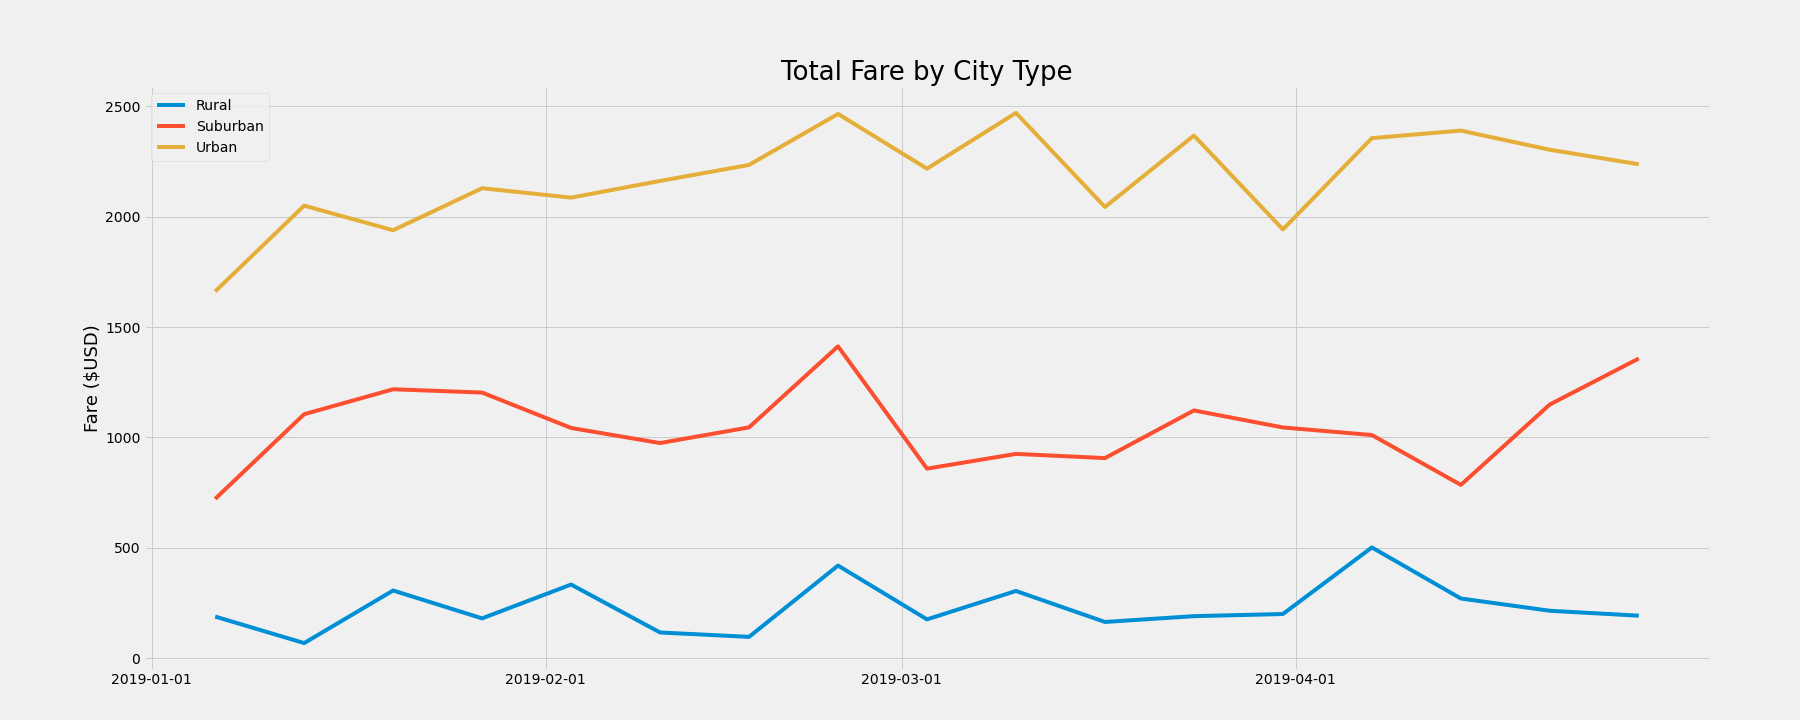 Total Fare by City Type
Rural
Suburban
Urban
Fare ($USD)
2500
2000
1500
1000
500
0
2019-01-01
2019-02-01
2019-03-01
2019-04-01